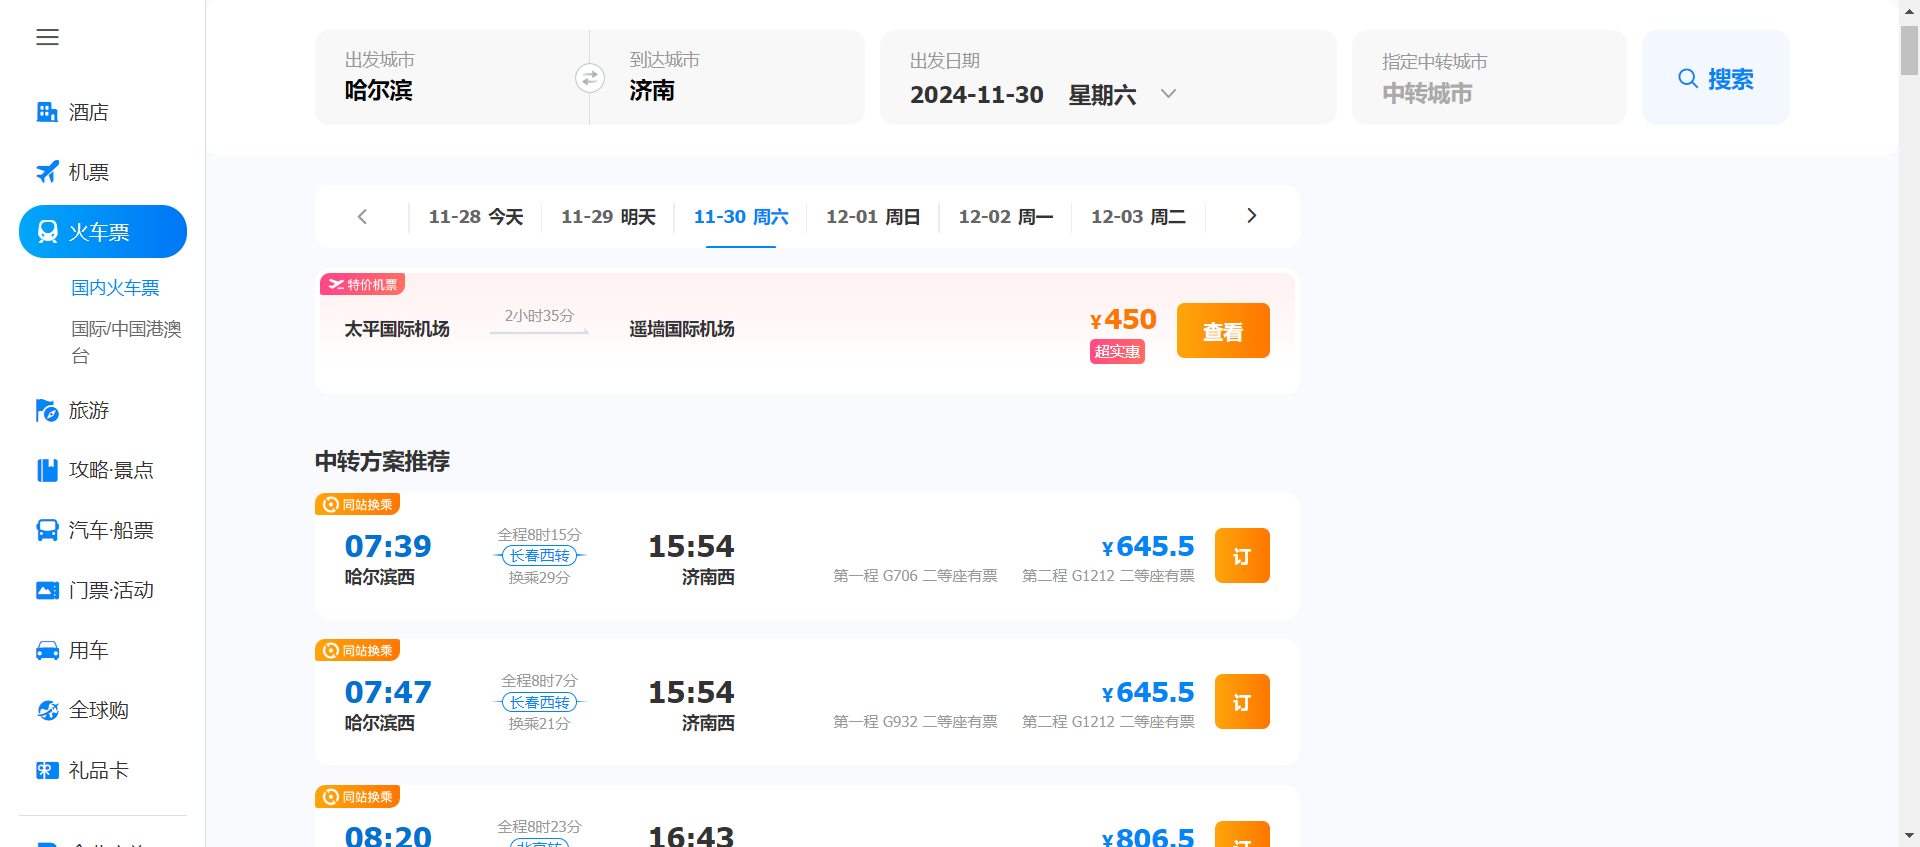 酒店
机票
火车票
国内火车票
国际/中国港澳
台
旅游
攻略·景点
汽车·船票
门票·活动
用车
全球购
礼品卡
出发城市
哈尔滨
到达城市
济南
出发日期
2024-11-30 星期六
指定中转城市
中转城市
搜索
11-28 今天
11-29 明天
11-30 周六
12-01 周日
12-02 周一
12-03 周二
特价机票
太平国际机场
2小时35分
遥墙国际机场
¥450
超实惠
查看
中转方案推荐
同站换乘
07:39
哈尔滨西
全程8时15分
长春西转
换乘29分
15:54
济南西
第一程 G706 二等座有票
第二程 G1212 二等座有票
¥645.5
订
同站换乘
07:47
哈尔滨西
全程8时7分
长春西转
换乘21分
15:54
济南西
第一程 G932 二等座有票
第二程 G1212 二等座有票
¥645.5
订
同站换乘
08:20
全程8时23分
16:43
¥806.5